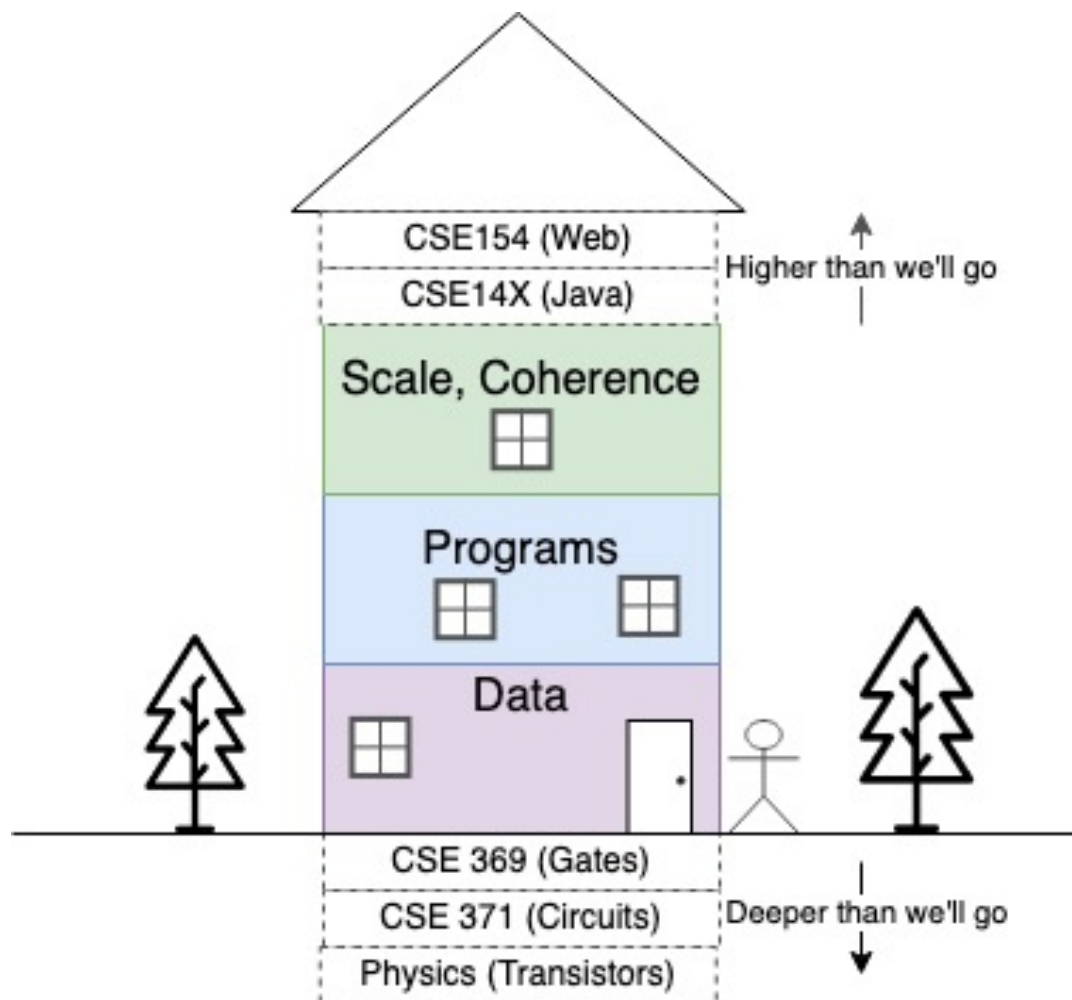 CSE154 (Web)
Higher than we'll go
CSE14X (Java)
Scale, Coherence
Programs
Data
CSE 369 (Gates)
CSE 371 (Circuits)
Deeper than we'll go
Physics (Transistors)